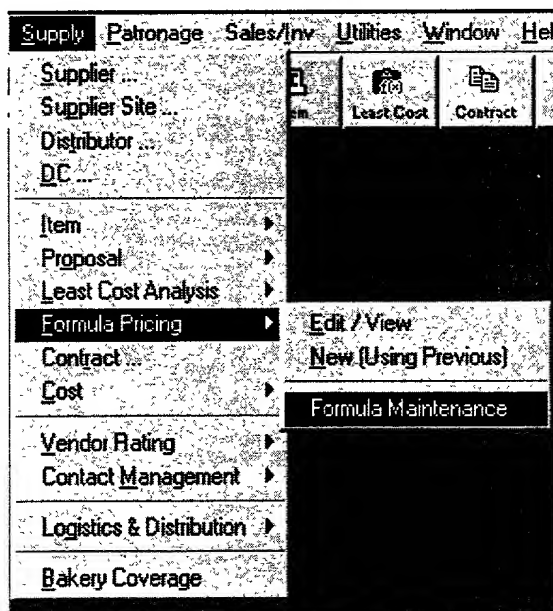 Supply Patronage Sales/Inv Utilities Window Hel
Supplier ...
Supplier Site ...
Distributor ...
DC ...
Least Cost
Contract
Item
Proposal
Least Cost Analysis
Formula Pricing
Edit / View
Contract ...
New (Using Previous)
Cost
Formula Maintenance
Vendor Rating
Contact Management
Logistics & Distribution
Bakery Coverage